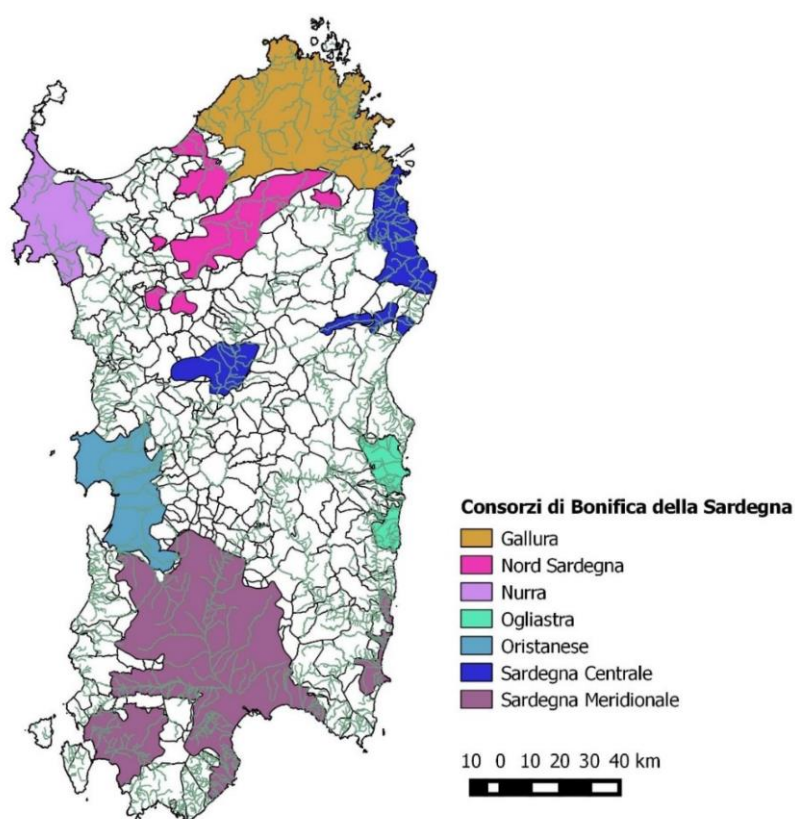 Consorzi di Bonifica della Sardegna
Gallura
Nord Sardegna
Nurra
Ogliastra
Oristanese
Sardegna Centrale
Sardegna Meridionale
10 0 10 20 30 40 km